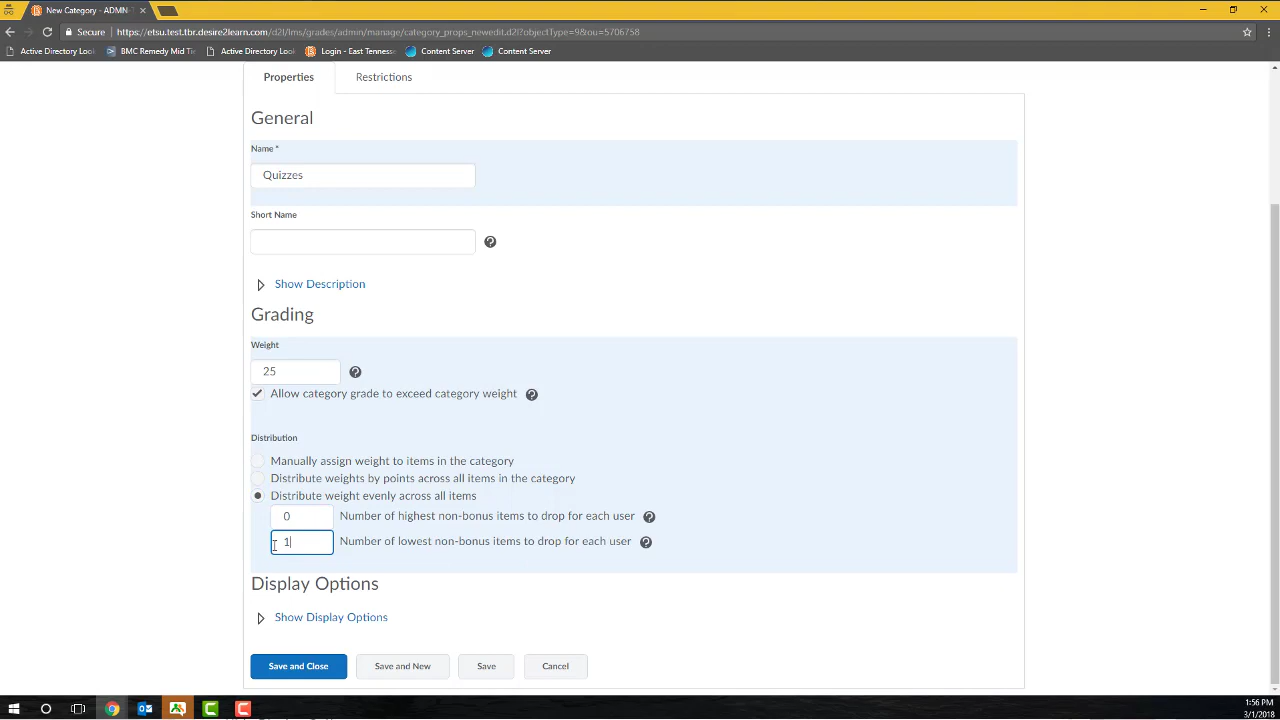 New Category - ADMN-
Secure https://etsu.test.tbr.desire2learn.com/d2l/lms/grades/admin/manage/category_props_newedit.d2l?objectType=9&ou=5706758
Active Directory Look BMC Remedy Mid Tie Active Directory Look Login - East Tenness Content Server Content Server
Properties Restrictions
General
Name *
Quizzes
Short Name
Show Description
Grading
Weight
25
Allow category grade to exceed category weight
Distribution
Manually assign weight to items in the category
Distribute weights by points across all items in the category
Distribute weight evenly across all items
0 Number of highest non-bonus items to drop for each user
1 Number of lowest non-bonus items to drop for each user
Display Options
Show Display Options
Save and Close Save and New Save Cancel
1:56 PM
3/1/2018